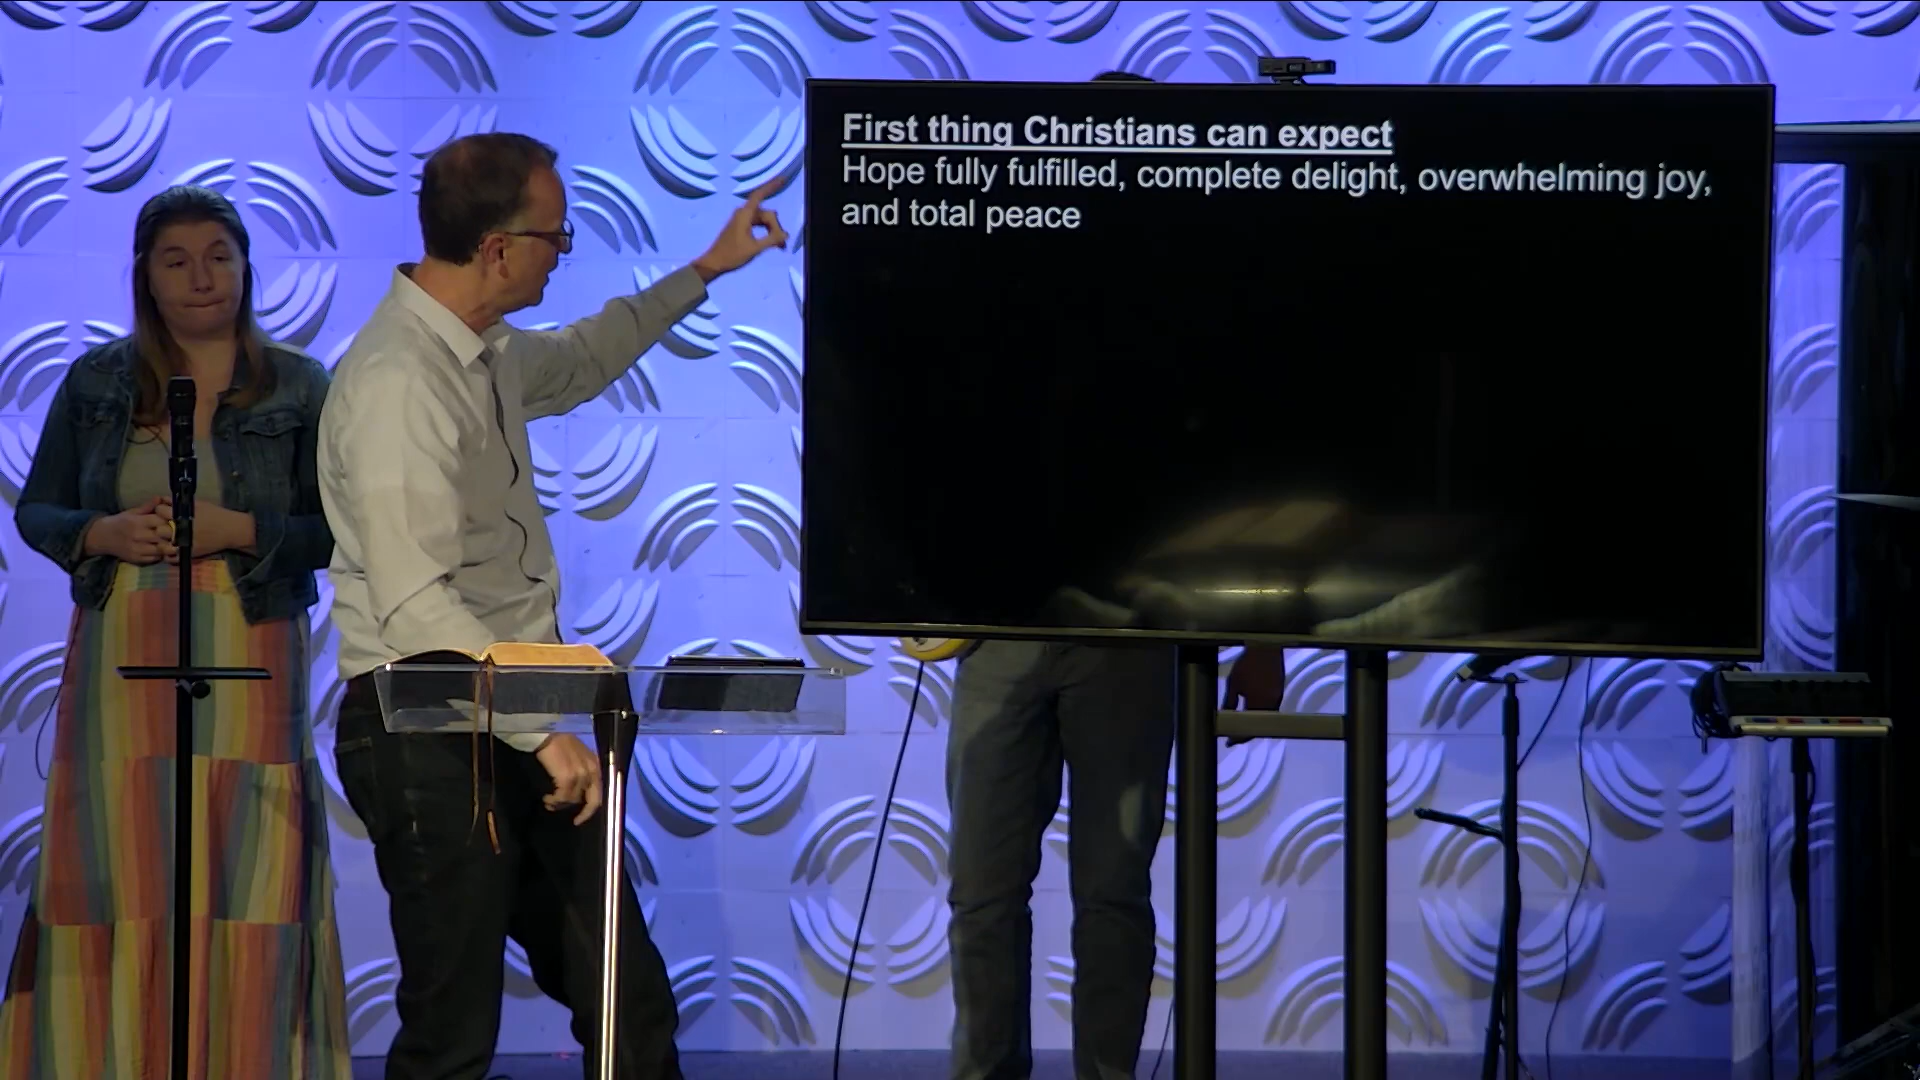 First thing Christians can expect
Hope fully fulfilled, complete delight, overwhelming joy,
and total peace